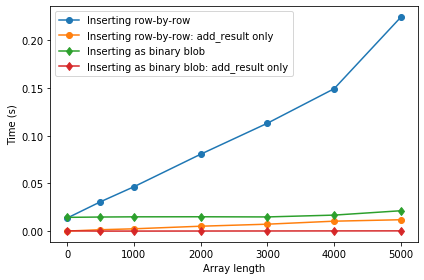 Inserting row-by-row
Inserting row-by-row: add_result only
Inserting as binary blob
Inserting as binary blob: add_result only
0.20
0.15
0.10
0.05
0.00
Time (s)
0
1000
2000
3000
4000
5000
Array length